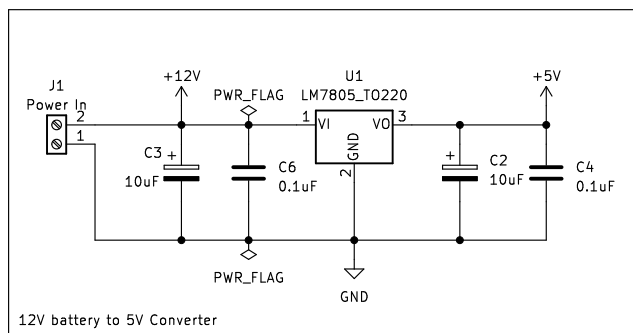 J1
Power In
2
1
+12V
PWR_FLAG
U1
LM7805_TO220
1
VI
VO
3
GND
2
+5V
C3
+
10uF
C6
0.1uF
+
C2
10uF
C4
0.1uF
PWR_FLAG
GND
12V battery to 5V Converter